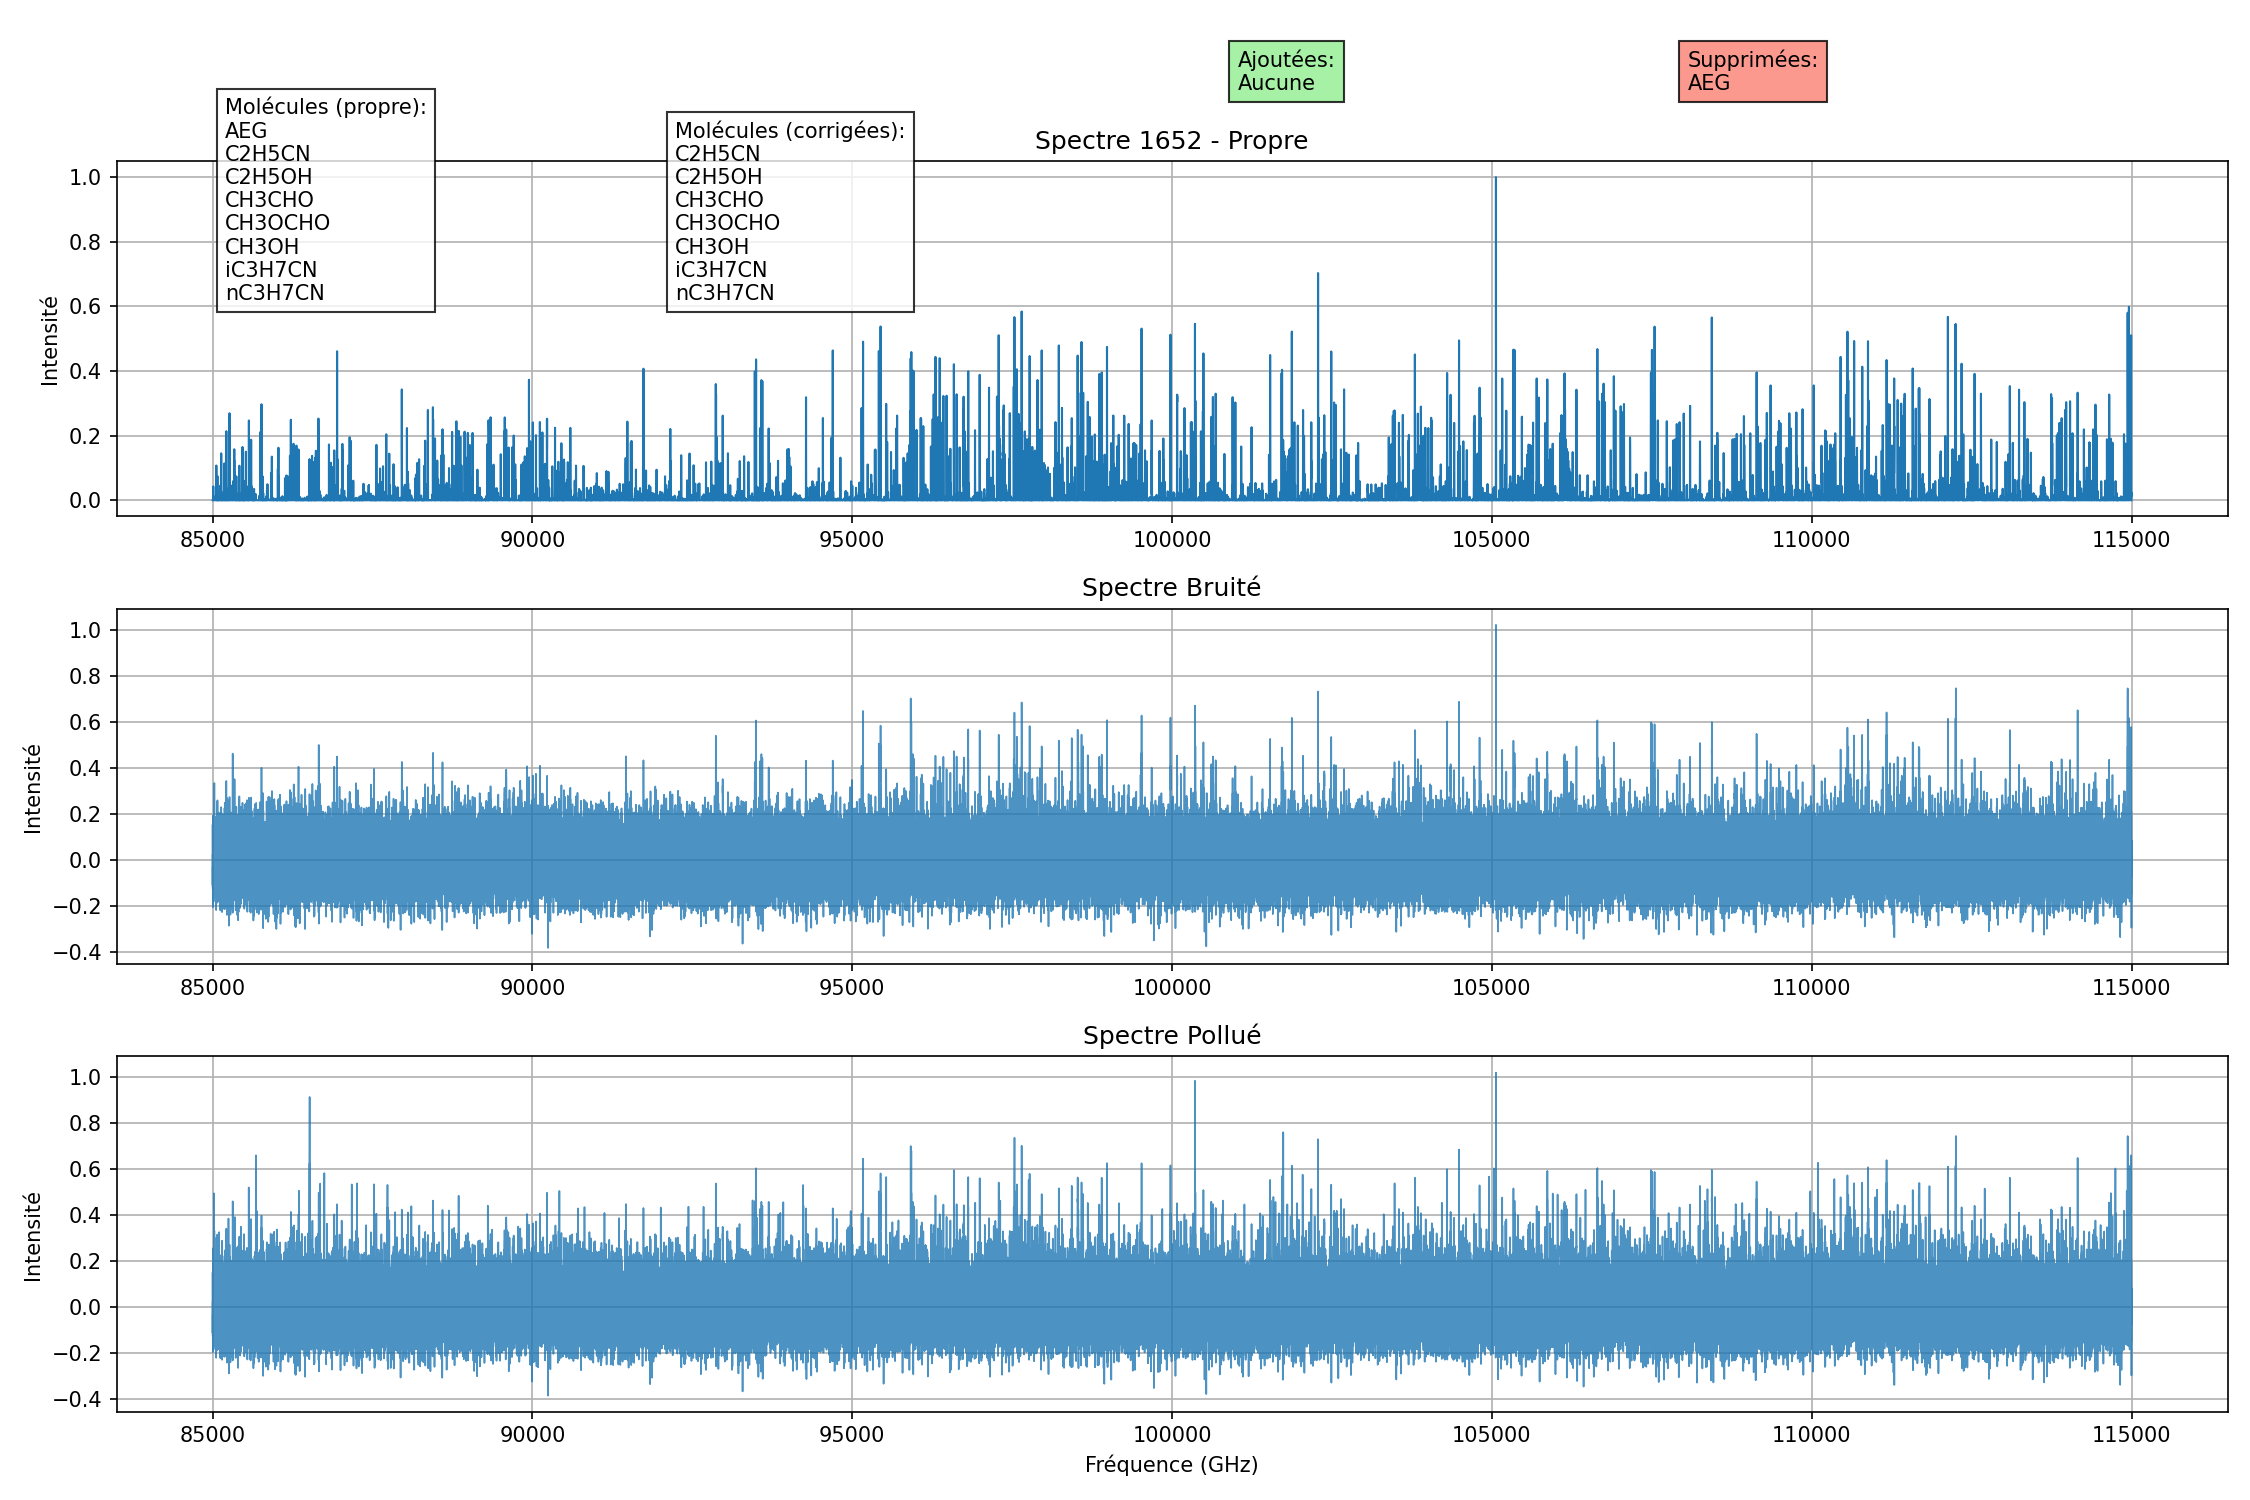 Ajoutées:
Aucune
Supprimées:
AEG
Molécules (propre):
AEG
C2H5CN
C2H5OH
CH3CHO
CH3OCHO
CH3OH
iC3H7CN
nC3H7CN
Molécules (corrigées):
C2H5CN
C2H5OH
CH3CHO
CH3OCHO
CH3OH
iC3H7CN
nC3H7CN
Spectre 1652 - Propre
Intensité
1.0
0.8
0.6
0.4
0.2
0.0
85000 90000 95000 100000 105000 110000 115000
Spectre Bruité
Intensité
1.0
0.8
0.6
0.4
0.2
0.0
−0.2
−0.4
85000 90000 95000 100000 105000 110000 115000
Spectre Pollué
Intensité
1.0
0.8
0.6
0.4
0.2
0.0
−0.2
−0.4
85000 90000 95000 100000 105000 110000 115000
Fréquence (GHz)